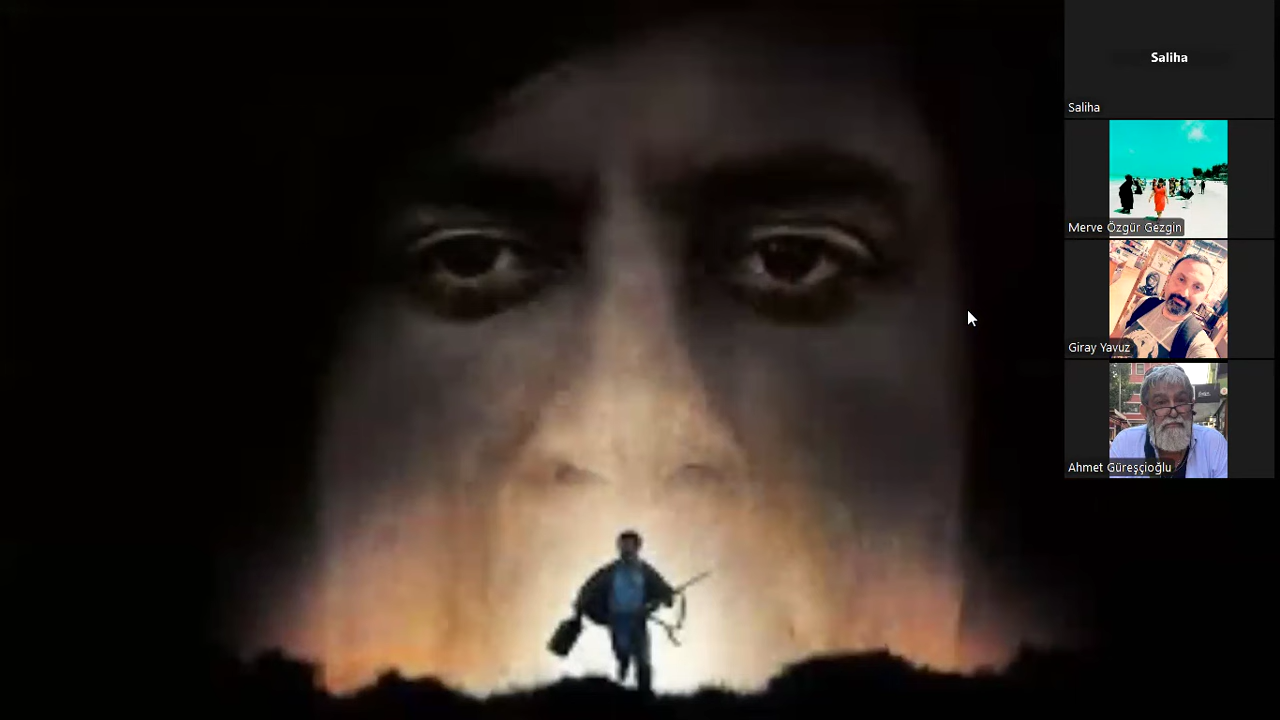 Saliha
Saliha
Merve Özgür Gezgin
Giray Yavuz
Ahmet Güreşçioğlu